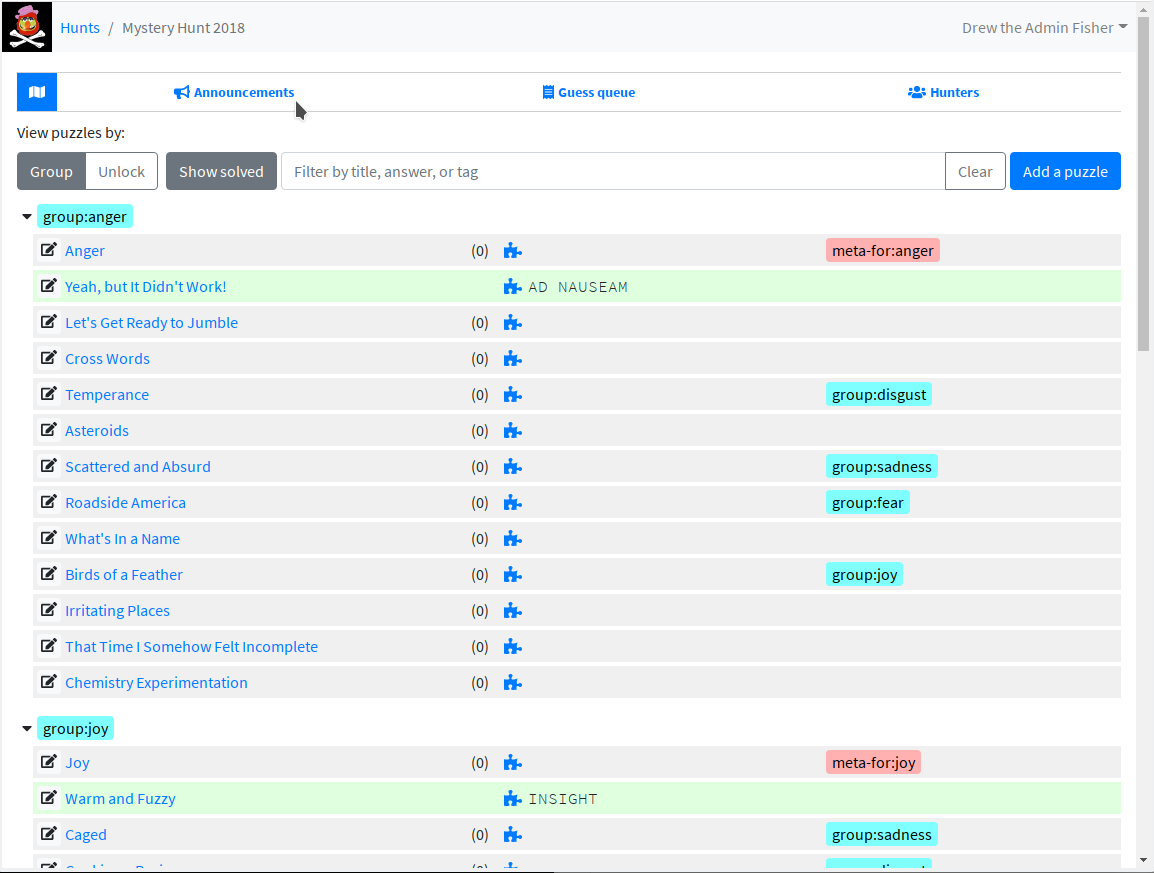 Hunts / Mystery Hunt 2018 Drew the Admin Fisher
Announcements Guess queue Hunters
View puzzles by:
Group Unlock Show solved Filter by title, answer, or tag Clear Add a puzzle
group:anger
Anger (0) meta-for:anger
Yeah, but It Didn't Work! AD NAUSEAM
Let's Get Ready to Jumble (0)
Cross Words (0)
Temperance (0) group:disgust
Asteroids (0)
Scattered and Absurd (0) group:sadness
Roadside America (0) group:fear
What's In a Name (0)
Birds of a Feather (0) group:joy
Irritating Places (0)
That Time I Somehow Felt Incomplete (0)
Chemistry Experimentation (0)
group:joy
Joy (0) meta-for:joy
Warm and Fuzzy INSIGHT
Caged (0) group:sadness